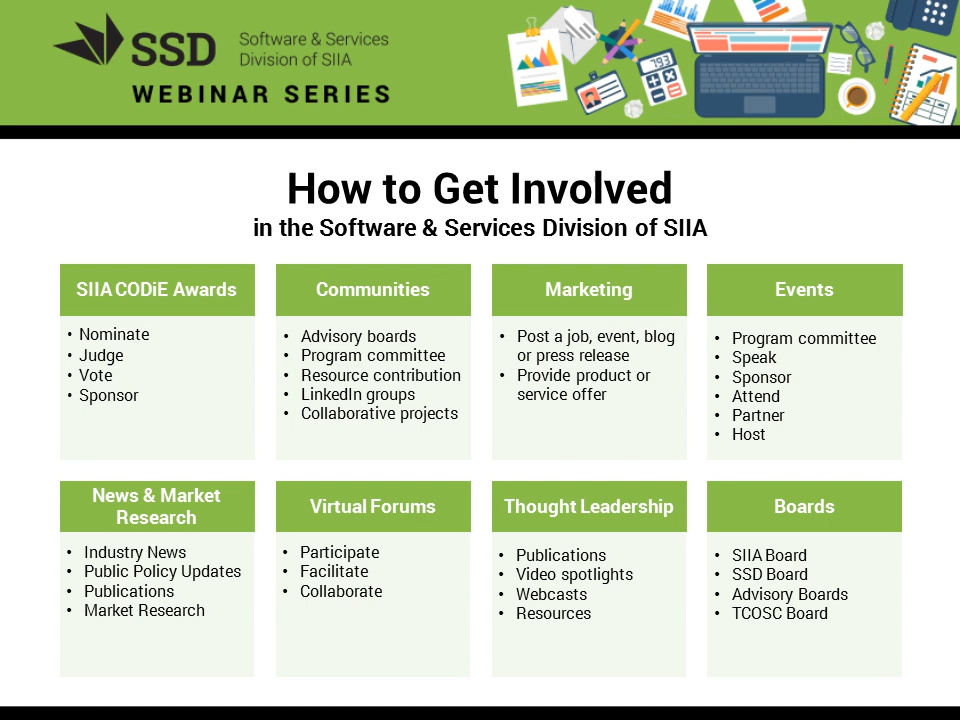 SSD
Software & Services
Division of SIIA
WEBINAR SERIES
793
How to Get Involved
in the Software & Services Division of SIIA
SIIA CODiE Awards
• Nominate
• Judge
• Vote
• Sponsor
Communities
• Advisory boards
• Program committee
• Resource contribution
• LinkedIn groups
• Collaborative projects
Marketing
• Post a job, event, blog
or press release
• Provide product or
service offer
Events
• Program committee
• Speak
• Sponsor
• Attend
• Partner
• Host
News & Market
Research
• Industry News
• Public Policy Updates
• Publications
• Market Research
Virtual Forums
• Participate
• Facilitate
• Collaborate
Thought Leadership
• Publications
• Video spotlights
• Webcasts
• Resources
Boards
• SIIA Board
• SSD Board
• Advisory Boards
• TCOSC Board